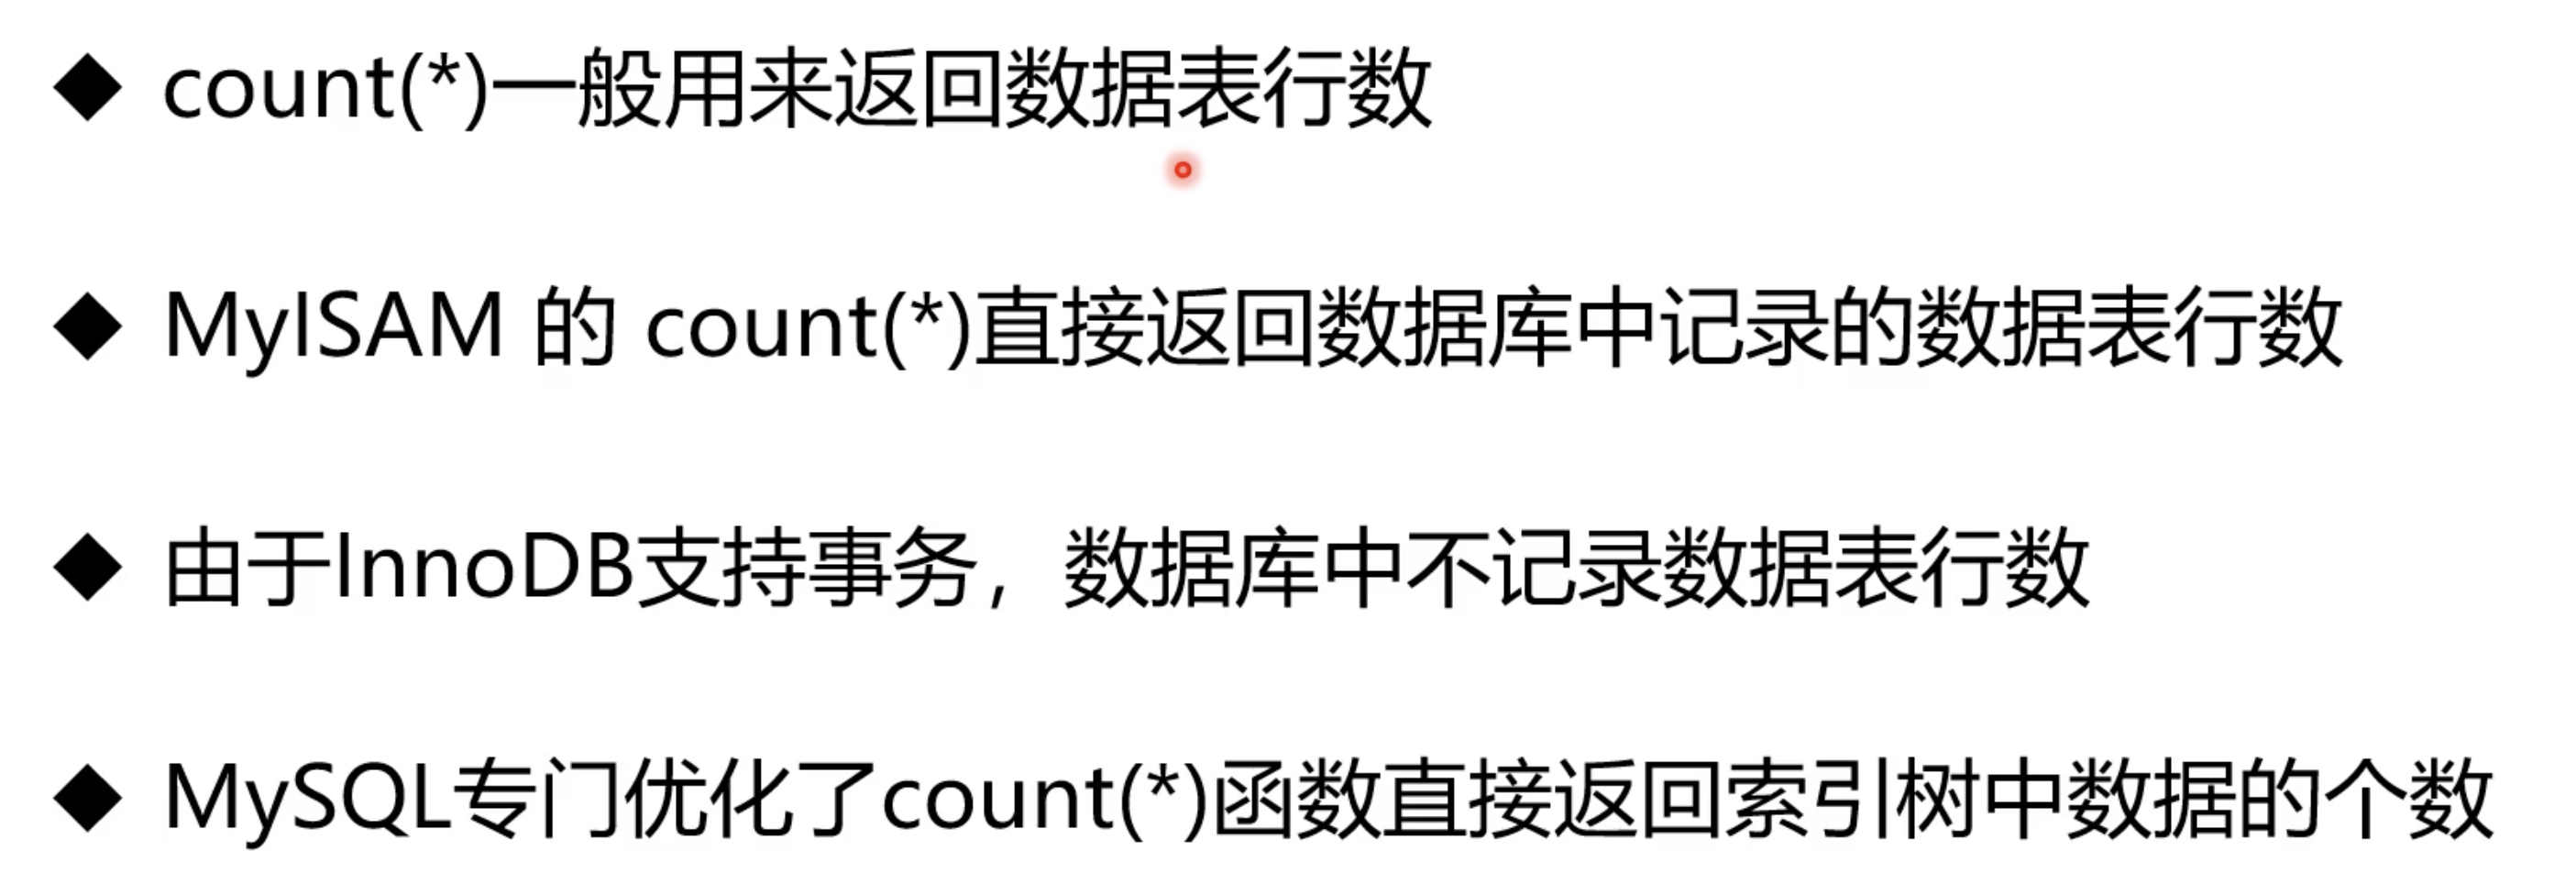 ◆ count(*)一般用来返回数据表行数
◆ MyISAM 的 count(*)直接返回数据库中记录的数据表行数
◆ 由于InnoDB支持事务，数据库中不记录数据表行数
◆ MySQL专门优化了count(*)函数直接返回索引树中数据的个数